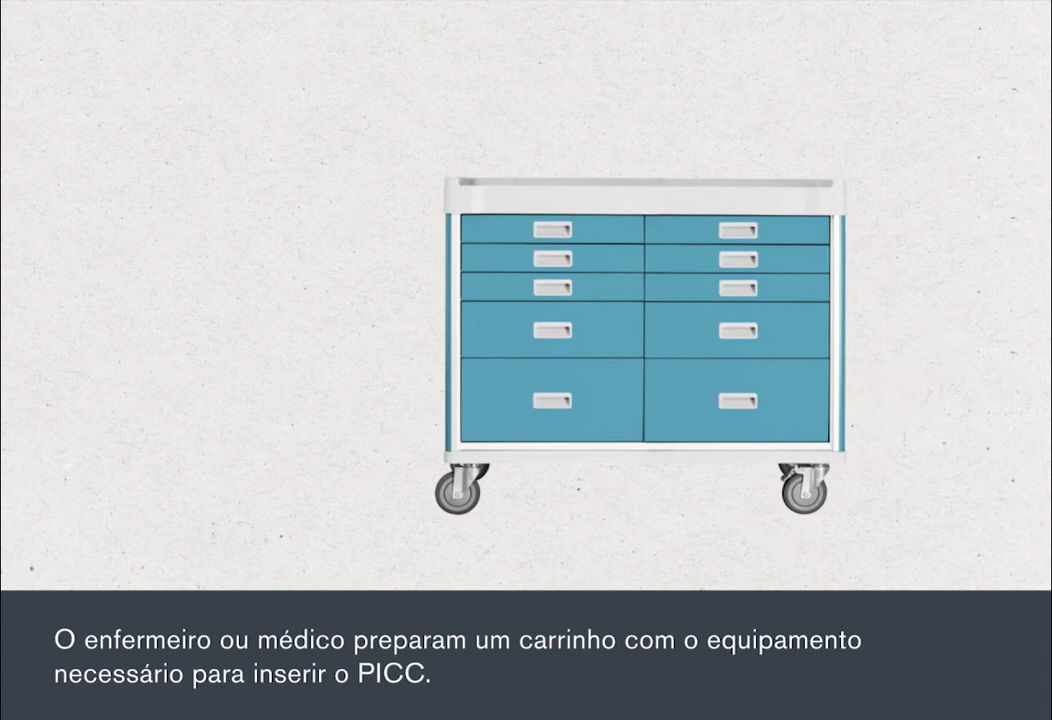 O enfermeiro ou médico preparam um carrinho com o equipamento
necessário para inserir o PICC.